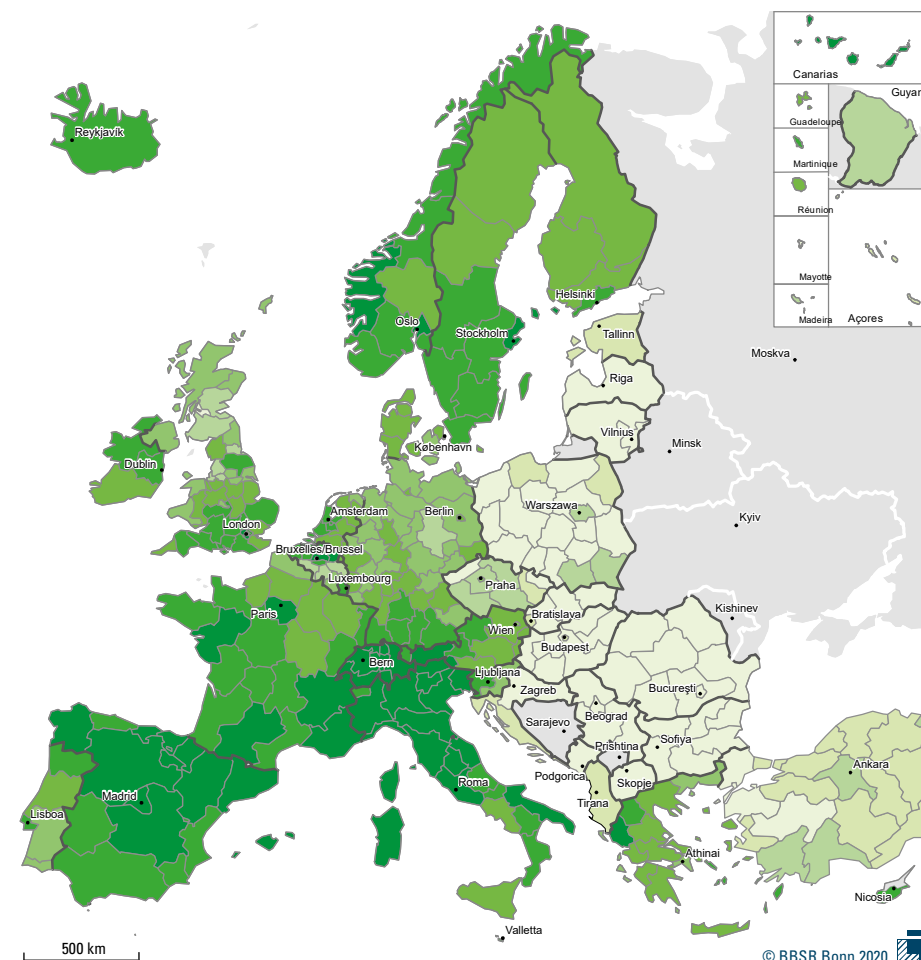 Canarias
Guyan
Guadeloupe
Martinique
Réunion
Mayotte
Madeira
Açores
Reykjavík
Helsinki
Oslo
Stockholm
Tallinn
Moskva
Riga
København
Vilnius
Minsk
Dublin
Warszawa
Amsterdam
Berlin
Kyiv
London
Bruxelles/Brussel
Luxembourg
Praha
Paris
Kishinev
Bratislava
Wien
Budapest
Bern
Ljubljana
Zagreb
Bucureşti
Beograd
Sarajevo
Sofiya
Prishtina
Ankara
Podgorica
Skopje
Roma
Madrid
Tirana
Lisboa
Athinai
Nicosia
Valletta
500 km
© BBSR Bonn 2020